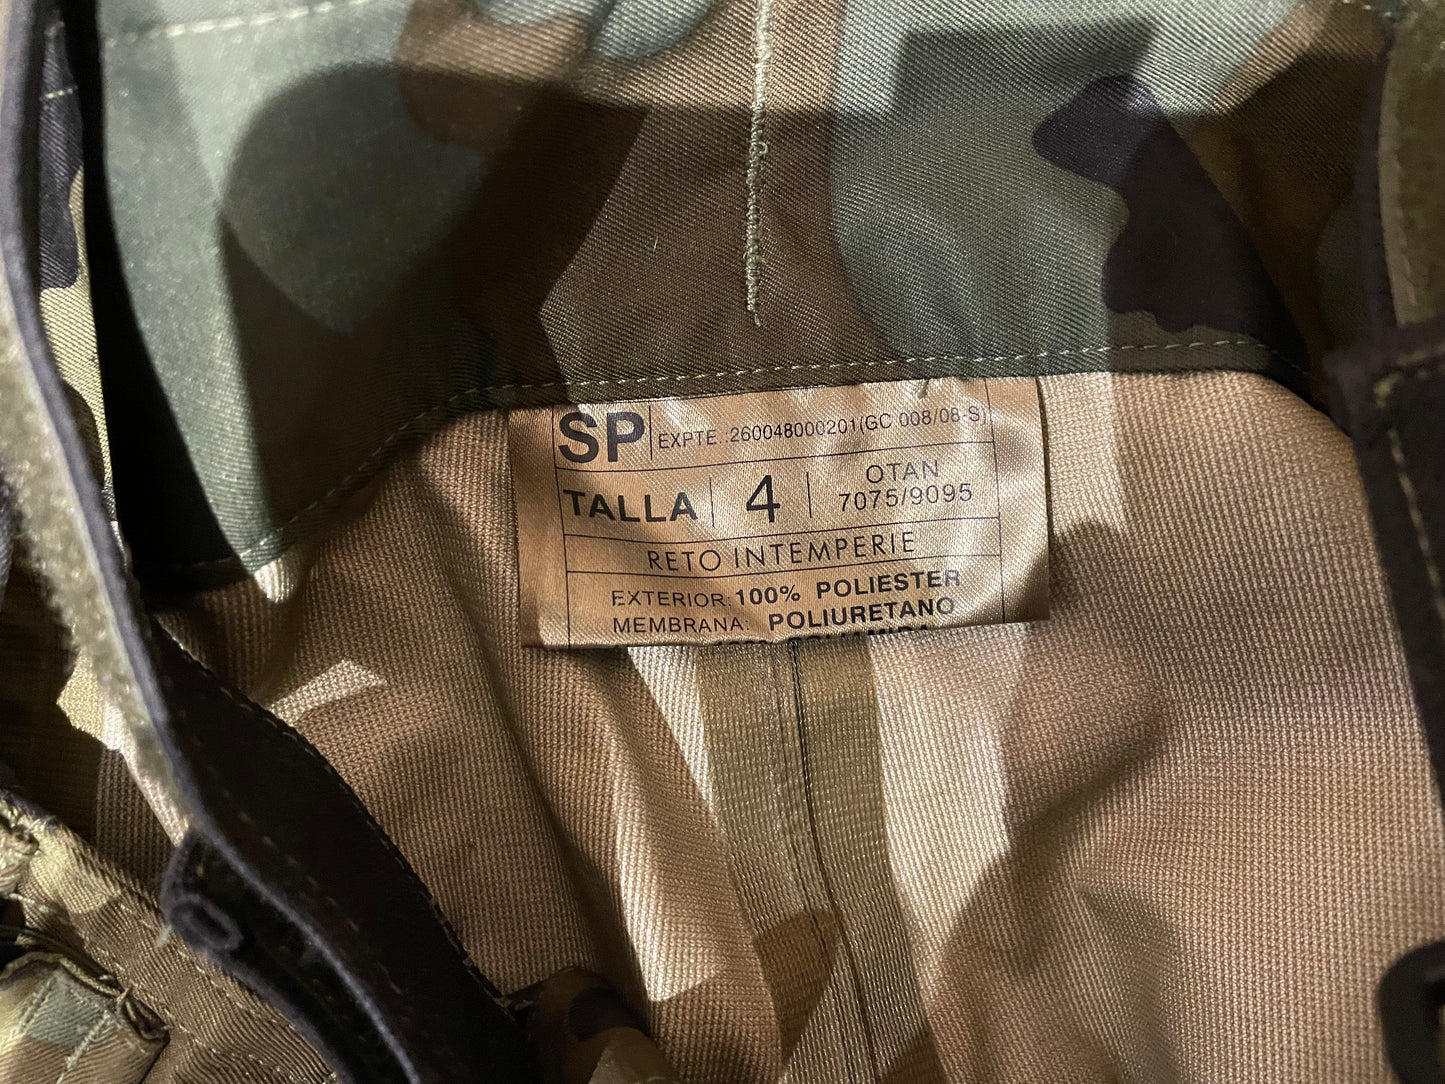 SP EXPTE.:260048000201(GC 008/08-S)
TALLA 4 OTAN
7075/9095
RETO INTEMPERIE
EXTERIOR: 100% POLIESTER
MEMBRANA: POLIURETANO